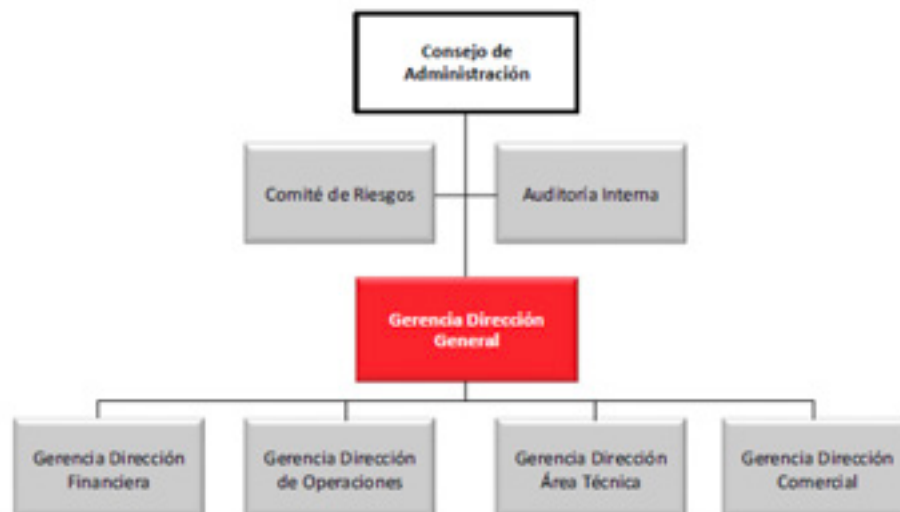 Consejo de
Administración
Comité de Riesgos
Auditoría Interna
Gerencia Dirección
General
Gerencia Dirección
Financiera
Gerencia Dirección
de Operaciones
Gerencia Dirección
Área Técnica
Gerencia Dirección
Comercial